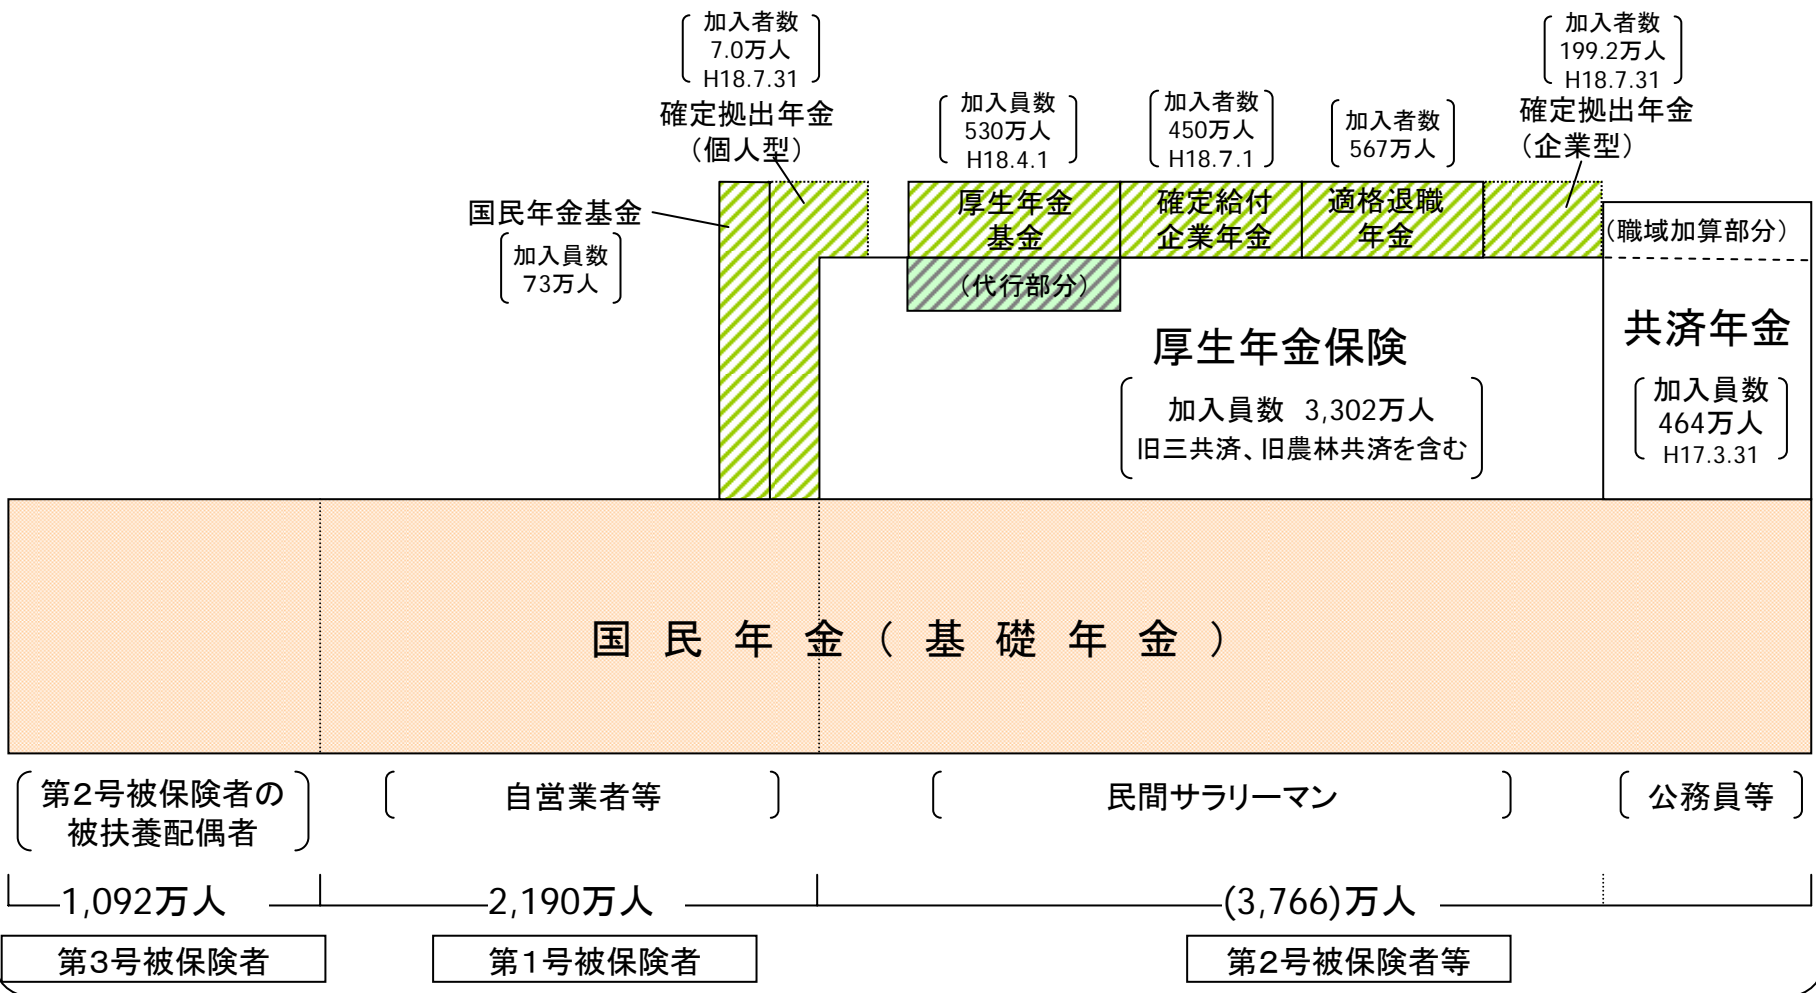 加入者数
7.0万人
H18.7.31
確定拠出年金
（個人型）
加入員数
530万人
H18.4.1
加入者数
450万人
H18.7.1
加入者数
567万人
加入者数
199.2万人
H18.7.31
確定拠出年金
（企業型）
国民年金基金
加入員数
73万人
厚生年金
基金
確定給付
企業年金
適格退職
年金
（職域加算部分）
（代行部分）
厚生年金保険
加入員数 3,302万人
旧三共済、旧農林共済を含む
共済年金
加入員数
464万人
H17.3.31
国 民 年 金 （ 基 礎 年 金 ）
第２号被保険者の
被扶養配偶者
自営業者等
民間サラリーマン
公務員等
1,092万人
2,190万人
(3,766)万人
第３号被保険者
第１号被保険者
第２号被保険者等